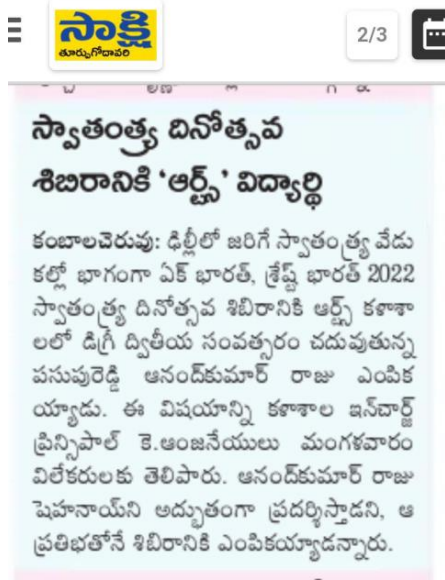 సాక్షి
తూర్పుగోదావరి
2/3
స్వాతంత్ర్య దినోత్సవ
శిబిరానికి 'ఆర్ట్స్' విద్యార్థి
కంబాలచెరువు: ఢిల్లీలో జరిగే స్వాతంత్ర్య వేడు
కల్లో భాగంగా ఏక్ భారత్, శ్రేష్ట్ భారత్ 2022
స్వాతంత్ర్య దినోత్సవ శిబిరానికి ఆర్ట్స్ కళాశా
లలో డిగ్రీ ద్వితీయ సంవత్సరం చదువుతున్న
పసుపురెడ్డి ఆనంద్‌కుమార్ రాజు ఎంపిక
య్యాడు. ఈ విషయాన్ని కళాశాల ఇన్‌చార్జ్
ప్రిన్సిపాల్ కె.ఆంజనేయులు మంగళవారం
విలేకరులకు తెలిపారు. ఆనంద్‌కుమార్ రాజు
షెహనాయ్‌ని అద్భుతంగా ప్రదర్శిస్తాడని, ఆ
ప్రతిభతోనే శిబిరానికి ఎంపికయ్యాడన్నారు.